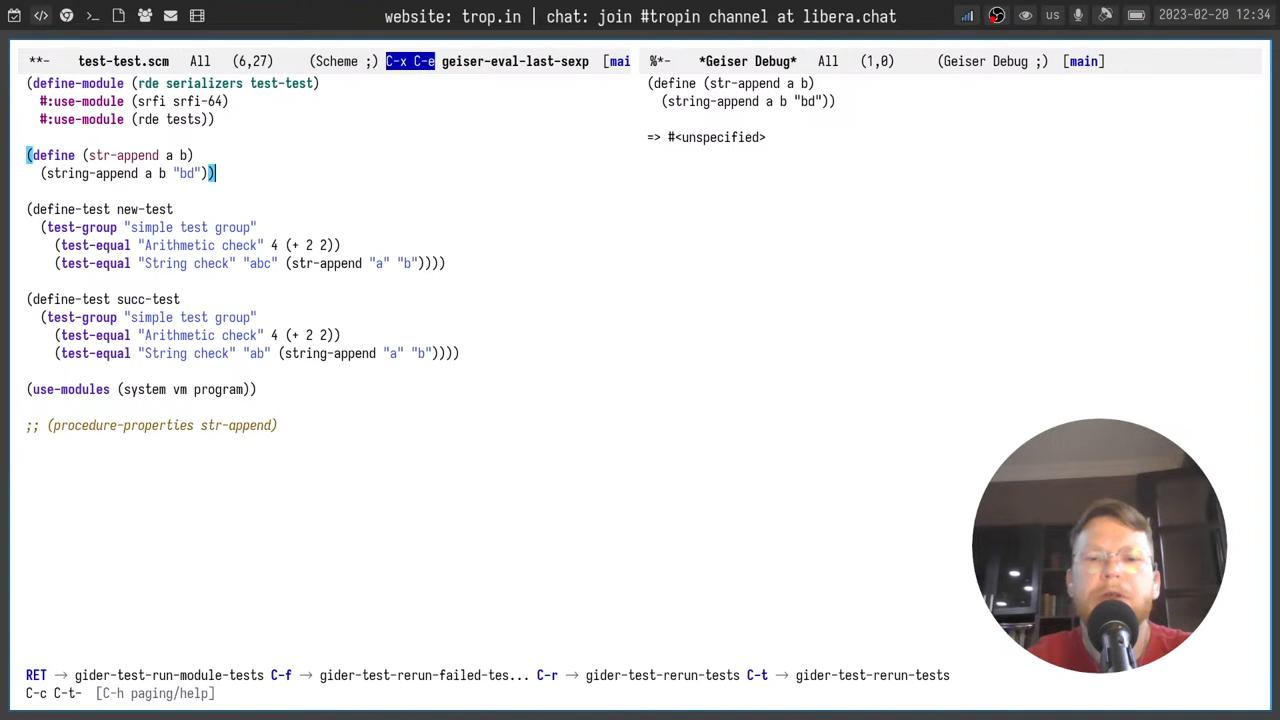 website: trop.in | chat: join #tropin channel at libera.chat
us
2023-02-20 12:34
**- test-test.scm All (6,27) (Scheme ;) C-x C-e geiser-eval-last-sexp [mai
(define-module (rde serializers test-test)
#:use-module (srfi srfi-64)
#:use-module (rde tests))
(define (str-append a b)
(string-append a b "bd"))
(define-test new-test
(test-group "simple test group"
(test-equal "Arithmetic check" 4 (+ 2 2))
(test-equal "String check" "abc" (str-append "a" "b"))))
(define-test succ-test
(test-group "simple test group"
(test-equal "Arithmetic check" 4 (+ 2 2))
(test-equal "String check" "ab" (string-append "a" "b"))))
(use-modules (system vm program))
;; (procedure-properties str-append)
%*- *Geiser Debug* All (1,0) (Geiser Debug ;) [main]
(define (str-append a b)
(string-append a b "bd"))
=> #<unspecified>
RET → gider-test-run-module-tests C-f → gider-test-rerun-failed-tes... C-r → gider-test-rerun-tests C-t → gider-test-rerun-tests
C-c C-t- [C-h paging/help]